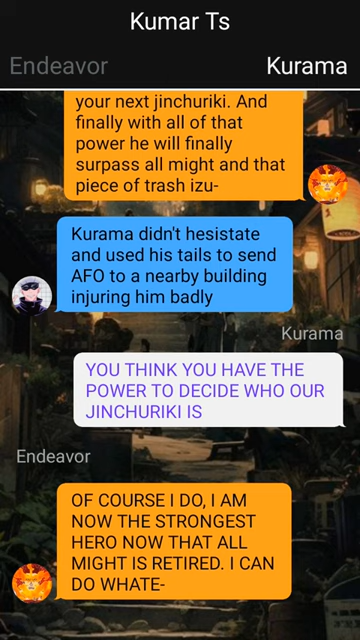 Kumar Ts
Endeavor
Kurama
your next jinchuriki. And
finally with all of that
power he will finally
surpass all might and that
piece of trash izu-
Kurama didn't hesistate
and used his tails to send
AFO to a nearby building
injuring him badly
Kurama
YOU THINK YOU HAVE THE
POWER TO DECIDE WHO OUR
JINCHURIKI IS
Endeavor
OF COURSE I DO, I AM
NOW THE STRONGEST
HERO NOW THAT ALL
MIGHT IS RETIRED. I CAN
DO WHATE-